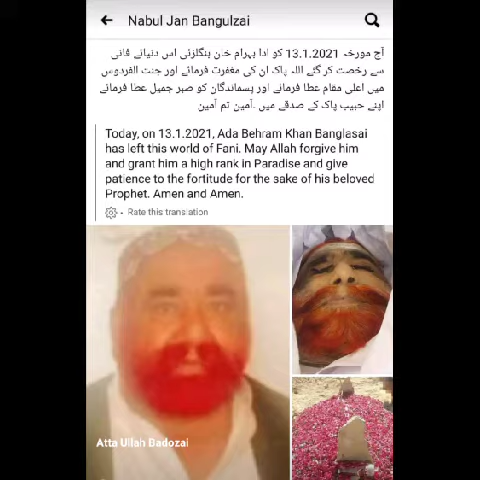 Nabul Jan Bangulzai
آج مورخہ 13.1.2021 کو ادا بہرام خان بنگلزئی اس دنیائے فانی
سے رخصت کر گئے اللہ پاک ان کی مغفرت فرمائے اور جنت الفردوس
میں اعلی مقام عطا فرمائے اور پسماندگان کو صبر جمیل عطا فرمائے
اپنے حبیب پاک کے صدقے میں .آمین ثم آمین
Today, on 13.1.2021, Ada Behram Khan Banglasai
has left this world of Fani. May Allah forgive him
and grant him a high rank in Paradise and give
patience to the fortitude for the sake of his beloved
Prophet. Amen and Amen.
· Rate this translation
Atta Ullah Badozai